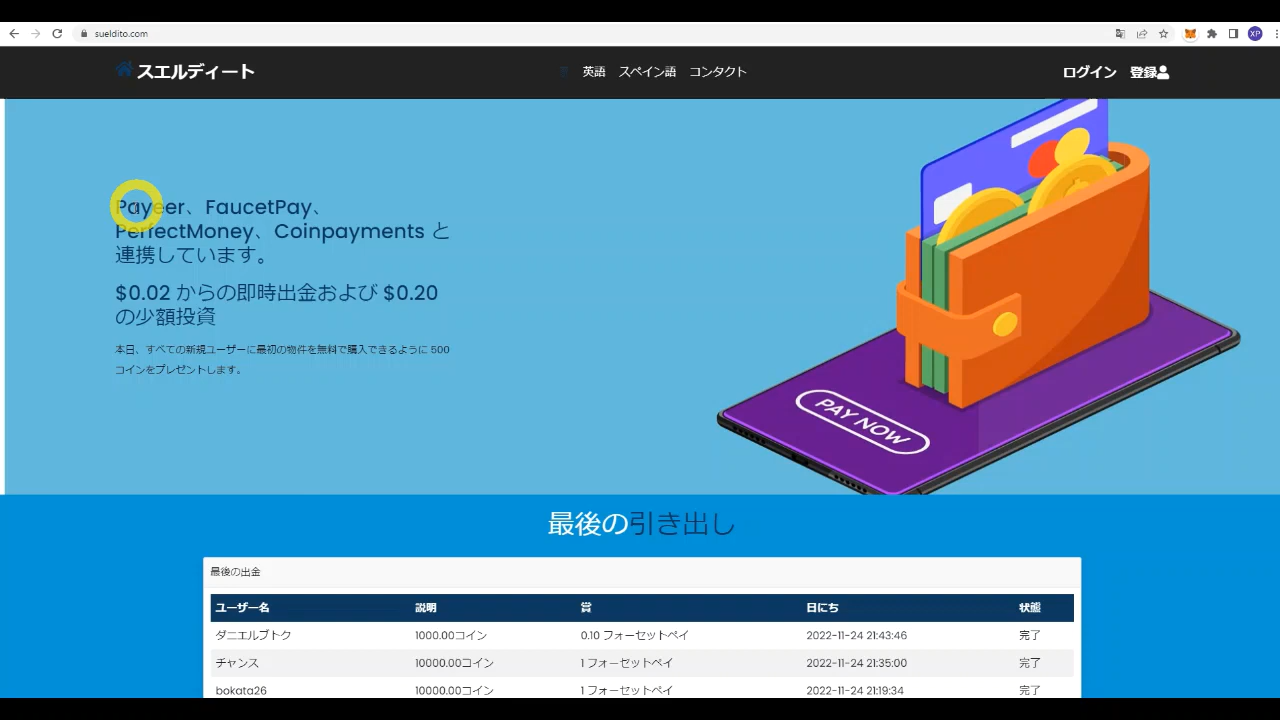 sueldito.com
XP
スエルディート
英語 スペイン語 コンタクト
ログイン 登録
Payeer、FaucetPay、
PerfectMoney、Coinpayments と
連携しています。
$0.02 からの即時出金および $0.20
の少額投資
本日、すべての新規ユーザーに最初の物件を無料で購入できるように 500
コインをプレゼントします。
PAY NOW
最後の引き出し
最後の出金
ユーザー名 説明 賞 日にち 状態
ダニエルブトク 1000.00コイン 0.10 フォーセットペイ 2022-11-24 21:43:46 完了
チャンス 10000.00コイン 1 フォーセットペイ 2022-11-24 21:35:00 完了
bokata26 10000.00コイン 1 フォーセットペイ 2022-11-24 21:19:34 完了